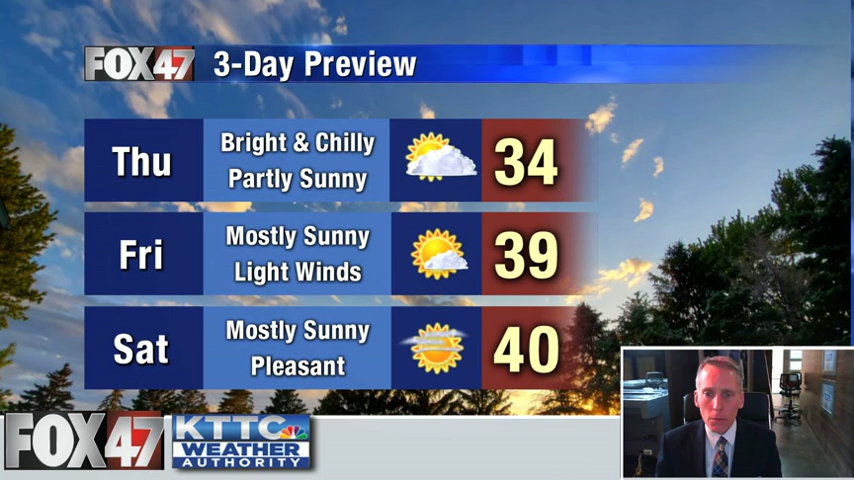 FOX47 3-Day Preview
Thu
Bright & Chilly
Partly Sunny
34
Fri
Mostly Sunny
Light Winds
39
Sat
Mostly Sunny
Pleasant
40
FOX47
KTTC
WEATHER
AUTHORITY